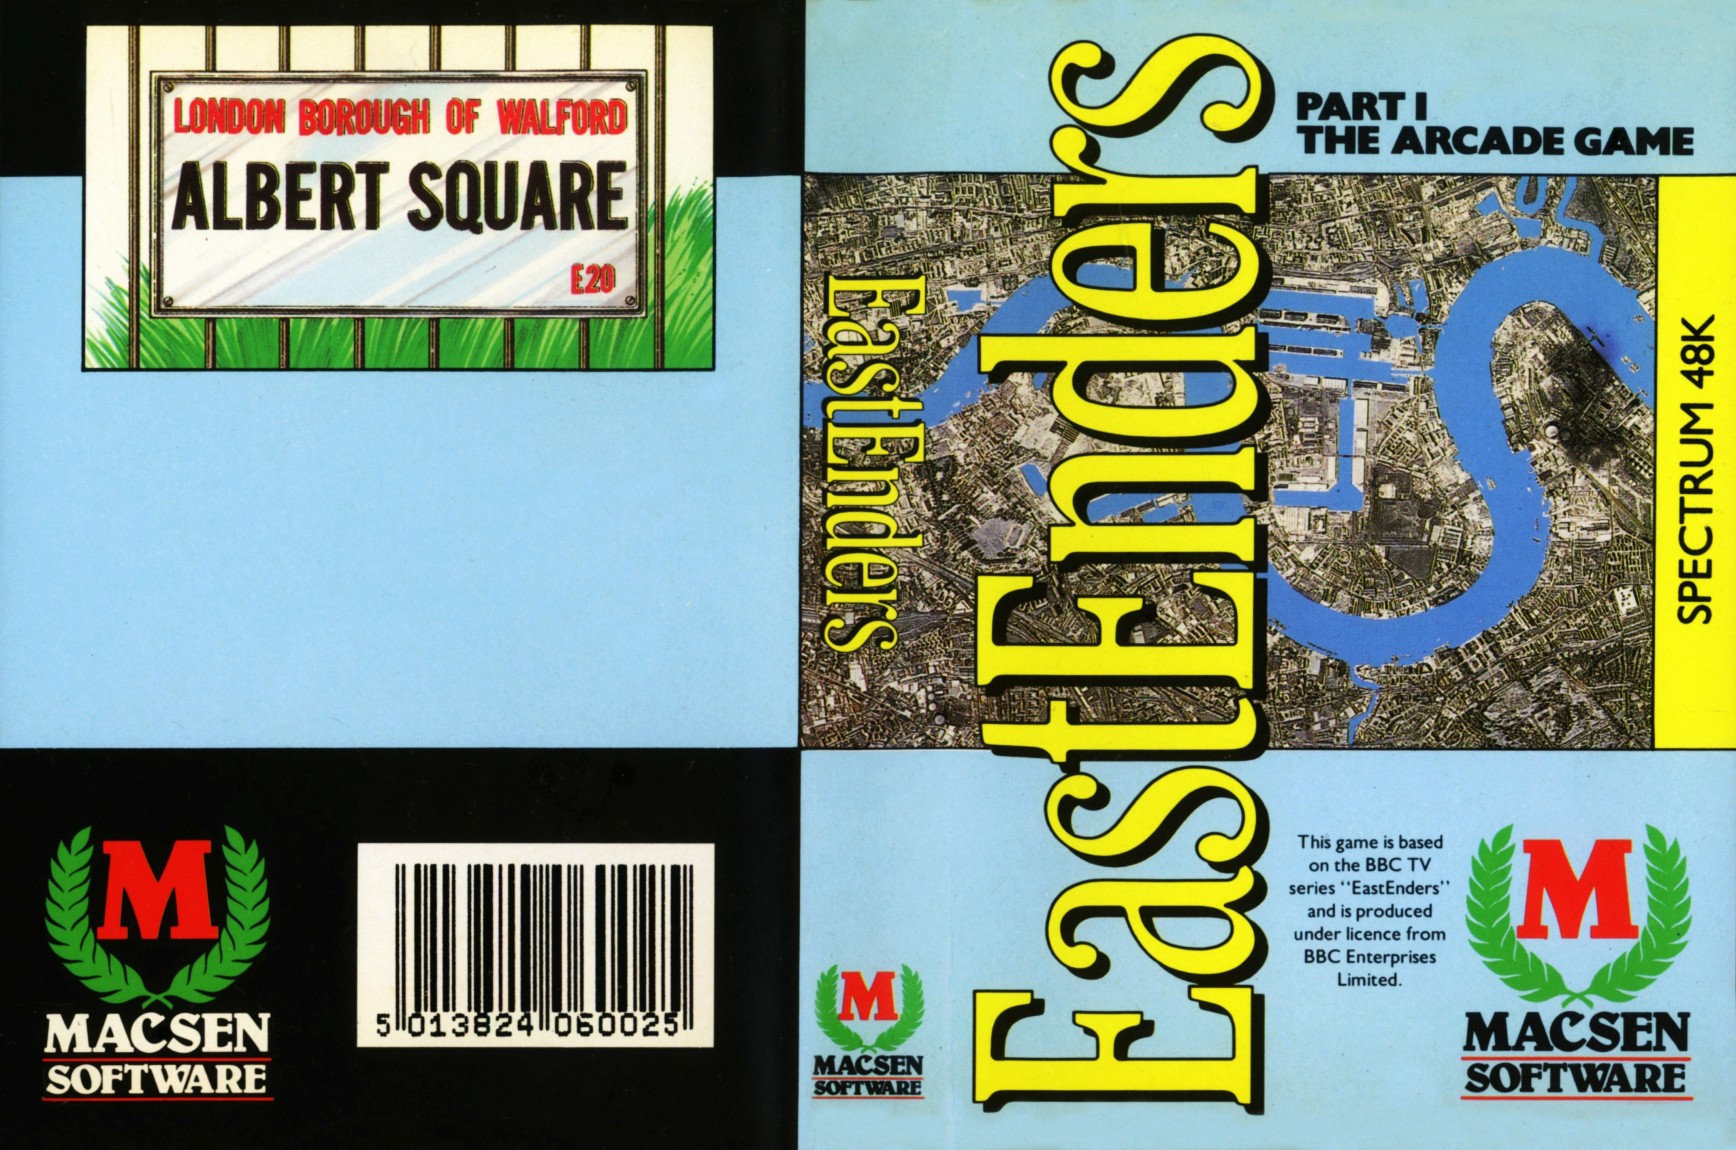 LONDON BOROUGH OF WALFORD
ALBERT SQUARE
E20
M
MACSEN
SOFTWARE
5 013824 060025
EastEnders
M
MACSEN
SOFTWARE
EastEnders
PART I
THE ARCADE GAME
SPECTRUM 48K
This game is based
on the BBC TV
series "EastEnders"
and is produced
under licence from
BBC Enterprises
Limited.
M
MACSEN
SOFTWARE